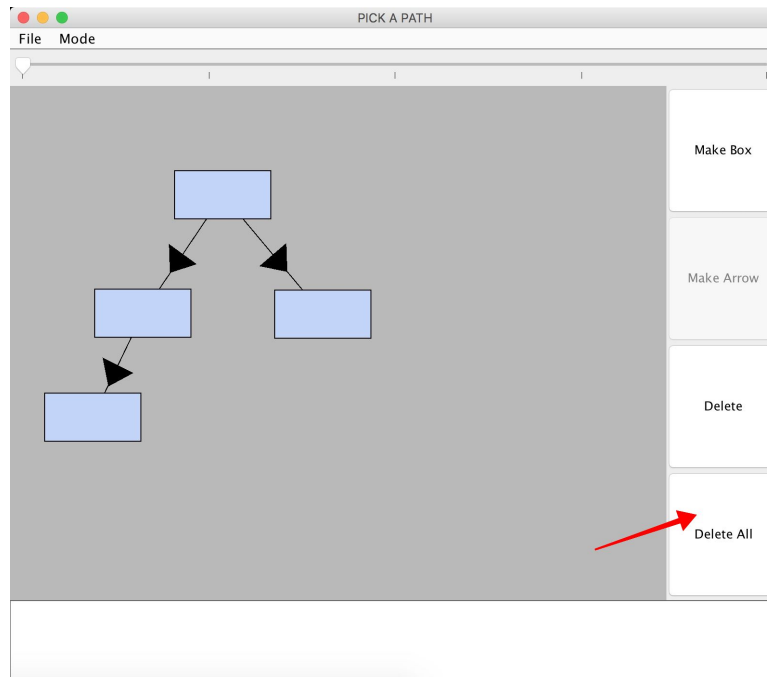 PICK A PATH
File Mode
Make Box
Make Arrow
Delete
Delete All